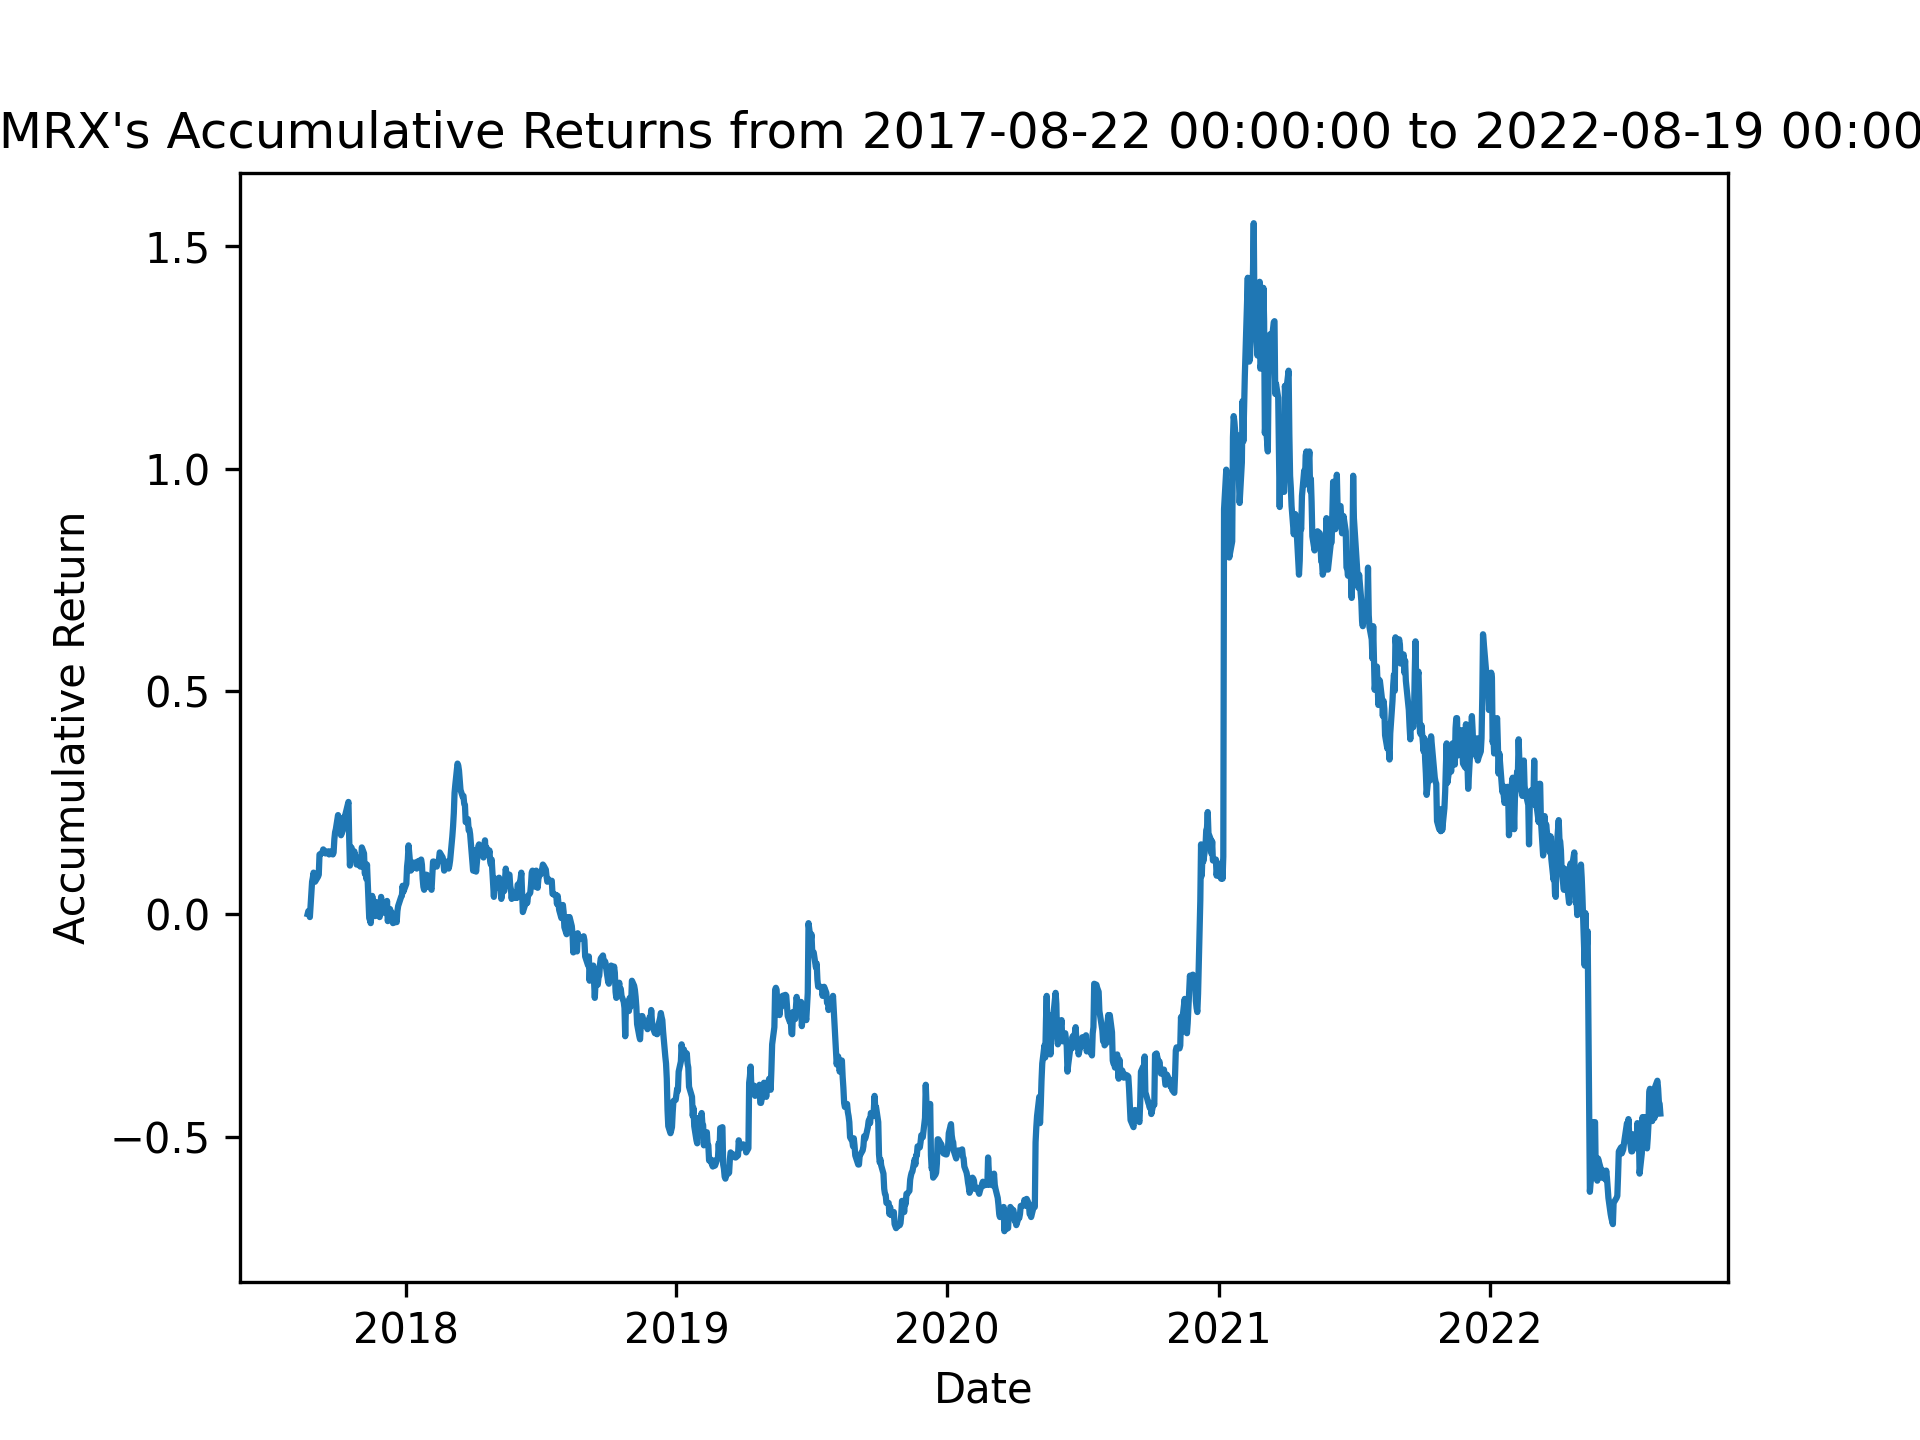 MRX's Accumulative Returns from 2017-08-22 00:00:00 to 2022-08-19 00:00
1.5
1.0
0.5
0.0
−0.5
Accumulative Return
2018 2019 2020 2021 2022
Date